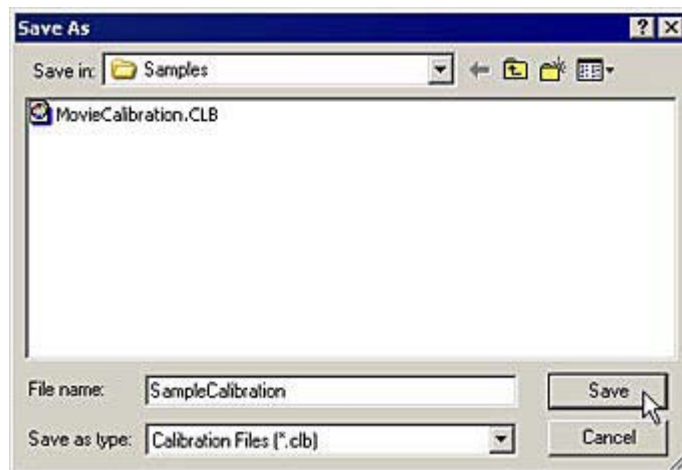 Save As
Save in: Samples
MovieCalibration.CLB
File name: SampleCalibration Save
Save as type: Calibration Files (*.clb) Cancel